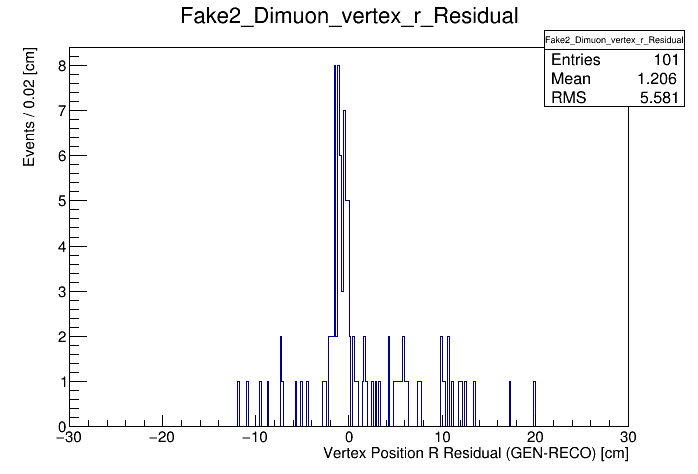 Fake2_Dimuon_vertex_r_Residual
Fake2_Dimuon_vertex_r_Residual
Entries 101
Mean 1.206
RMS 5.581
Events / 0.02 [cm]
8
7
6
5
4
3
2
1
0
−30 −20 −10 0 10 20 30
Vertex Position R Residual (GEN-RECO) [cm]